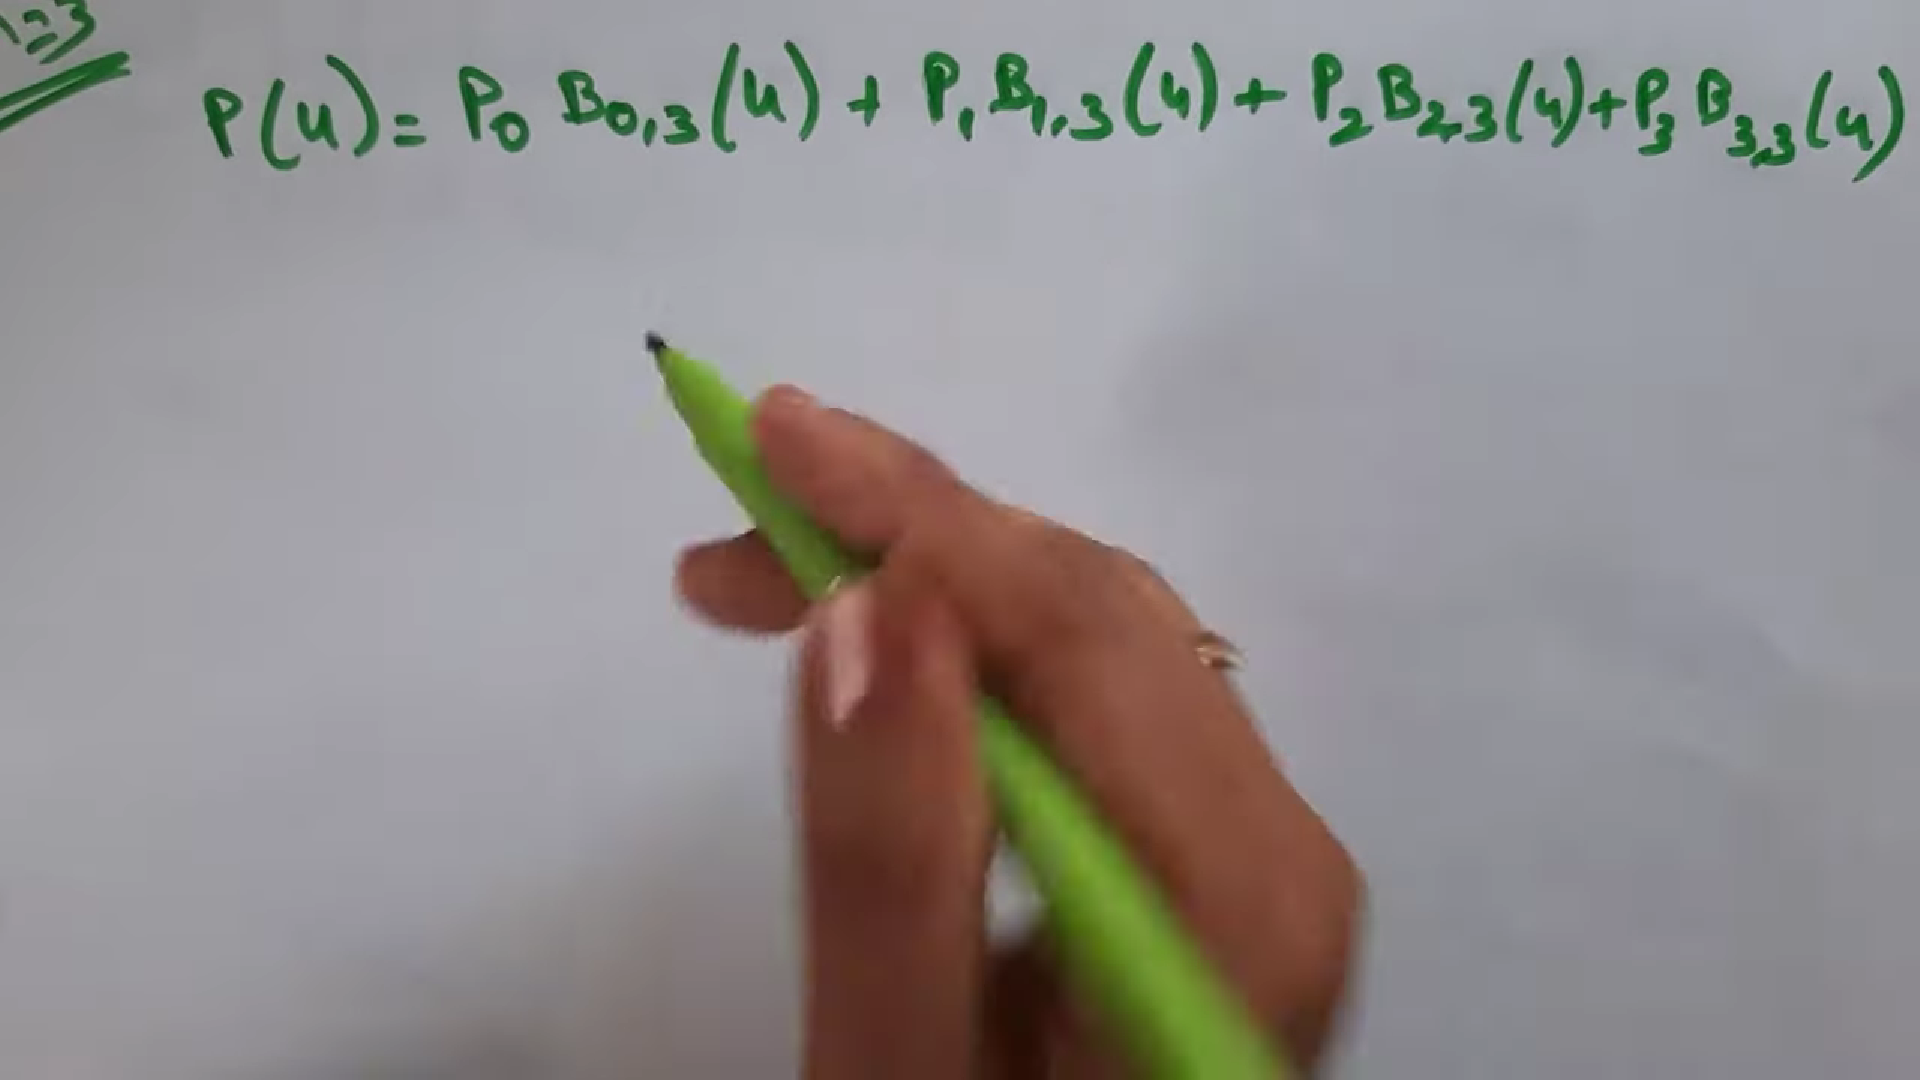 P(u) = P₀ B₀,₃(u) + P₁ B₁,₃(u) + P₂ B₂,₃(u) + P₃ B₃,₃(u)